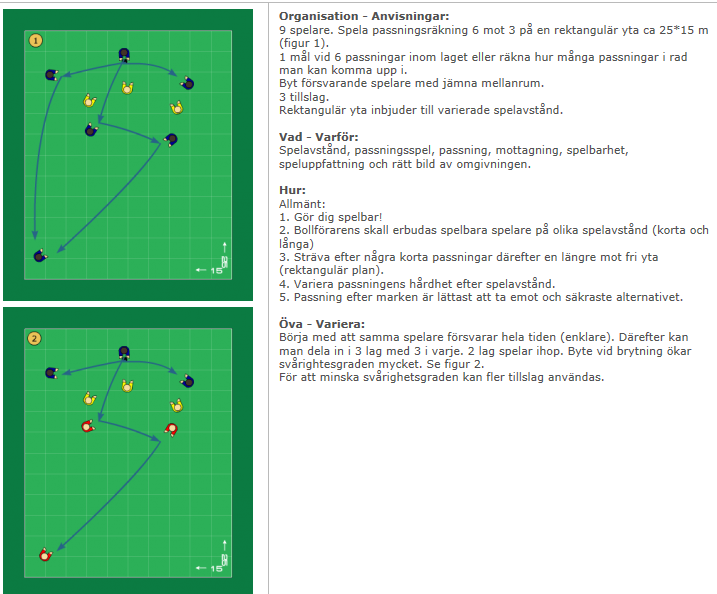 1
25
15
2
25
15
Organisation - Anvisningar:
9 spelare. Spela passningsräkning 6 mot 3 på en rektangulär yta ca 25*15 m
(figur 1).
1 mål vid 6 passningar inom laget eller räkna hur många passningar i rad
man kan komma upp i.
Byt försvarande spelare med jämna mellanrum.
3 tillslag.
Rektangulär yta inbjuder till varierade spelavstånd.
Vad - Varför:
Spelavstånd, passningsspel, passning, mottagning, spelbarhet,
speluppfattning och rätt bild av omgivningen.
Hur:
Allmänt:
1. Gör dig spelbar!
2. Bollförarens skall erbudas spelbara spelare på olika spelavstånd (korta och
långa)
3. Sträva efter några korta passningar därefter en längre mot fri yta
(rektangulär plan).
4. Variera passningens hårdhet efter spelavstånd.
5. Passning efter marken är lättast att ta emot och säkraste alternativet.
Öva - Variera:
Börja med att samma spelare försvarar hela tiden (enklare). Därefter kan
man dela in i 3 lag med 3 i varje. 2 lag spelar ihop. Byte vid brytning ökar
svårightesgraden mycket. Se figur 2.
För att minska svårighetsgraden kan fler tillslag användas.